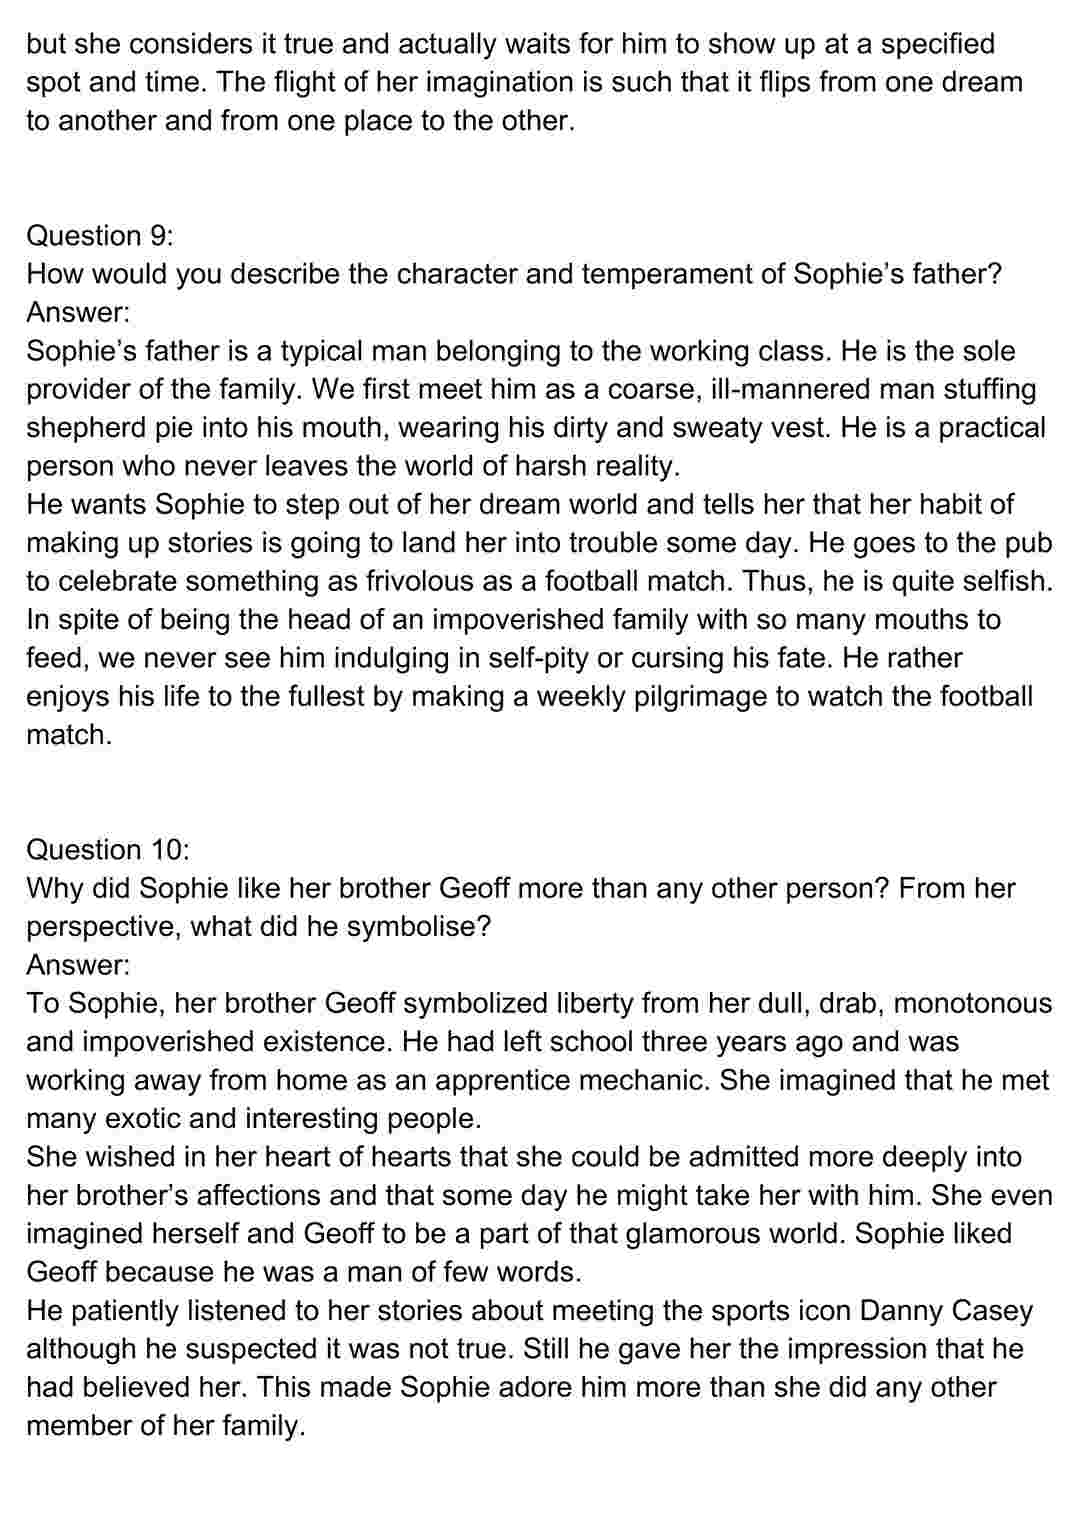 but she considers it true and actually waits for him to show up at a specified
spot and time. The flight of her imagination is such that it flips from one dream
to another and from one place to the other.
Question 9:
How would you describe the character and temperament of Sophie’s father?
Answer:
Sophie’s father is a typical man belonging to the working class. He is the sole
provider of the family. We first meet him as a coarse, ill-mannered man stuffing
shepherd pie into his mouth, wearing his dirty and sweaty vest. He is a practical
person who never leaves the world of harsh reality.
He wants Sophie to step out of her dream world and tells her that her habit of
making up stories is going to land her into trouble some day. He goes to the pub
to celebrate something as frivolous as a football match. Thus, he is quite selfish.
In spite of being the head of an impoverished family with so many mouths to
feed, we never see him indulging in self-pity or cursing his fate. He rather
enjoys his life to the fullest by making a weekly pilgrimage to watch the football
match.
Question 10:
Why did Sophie like her brother Geoff more than any other person? From her
perspective, what did he symbolise?
Answer:
To Sophie, her brother Geoff symbolized liberty from her dull, drab, monotonous
and impoverished existence. He had left school three years ago and was
working away from home as an apprentice mechanic. She imagined that he met
many exotic and interesting people.
She wished in her heart of hearts that she could be admitted more deeply into
her brother’s affections and that some day he might take her with him. She even
imagined herself and Geoff to be a part of that glamorous world. Sophie liked
Geoff because he was a man of few words.
He patiently listened to her stories about meeting the sports icon Danny Casey
although he suspected it was not true. Still he gave her the impression that he
had believed her. This made Sophie adore him more than she did any other
member of her family.